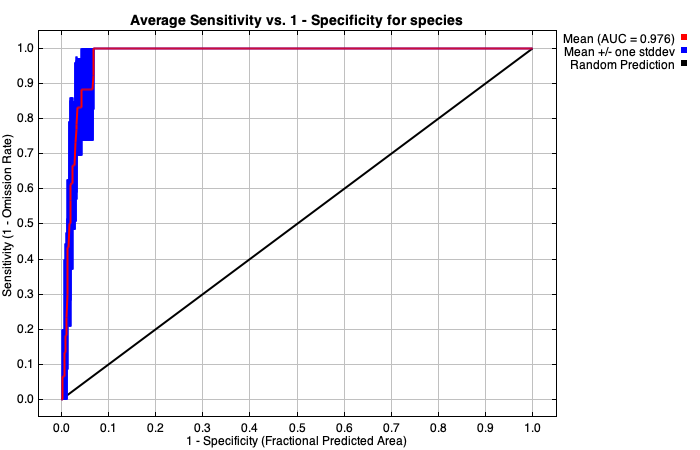 Average Sensitivity vs. 1 - Specificity for species
Mean (AUC = 0.976)
Mean +/- one stddev
Random Prediction
Sensitivity (1 - Omission Rate)
1.0
0.9
0.8
0.7
0.6
0.5
0.4
0.3
0.2
0.1
0.0
0.0 0.1 0.2 0.3 0.4 0.5 0.6 0.7 0.8 0.9 1.0
1 - Specificity (Fractional Predicted Area)